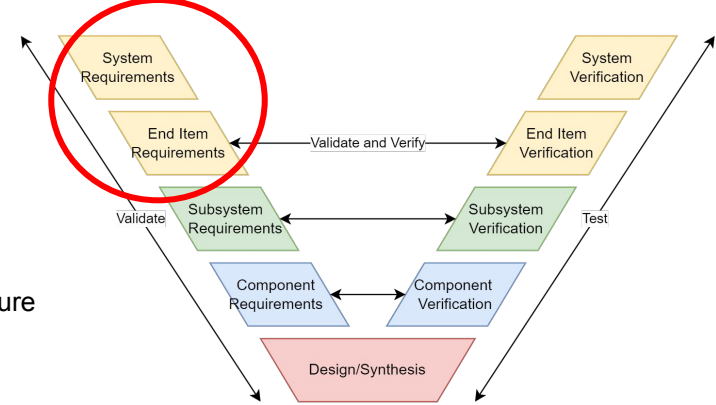 System
Requirements
System
Verification
End Item
Requirements
Validate and Verify
End Item
Verification
Subsystem
Requirements
Subsystem
Verification
Validate
Test
Component
Requirements
Component
Verification
ure
Design/Synthesis